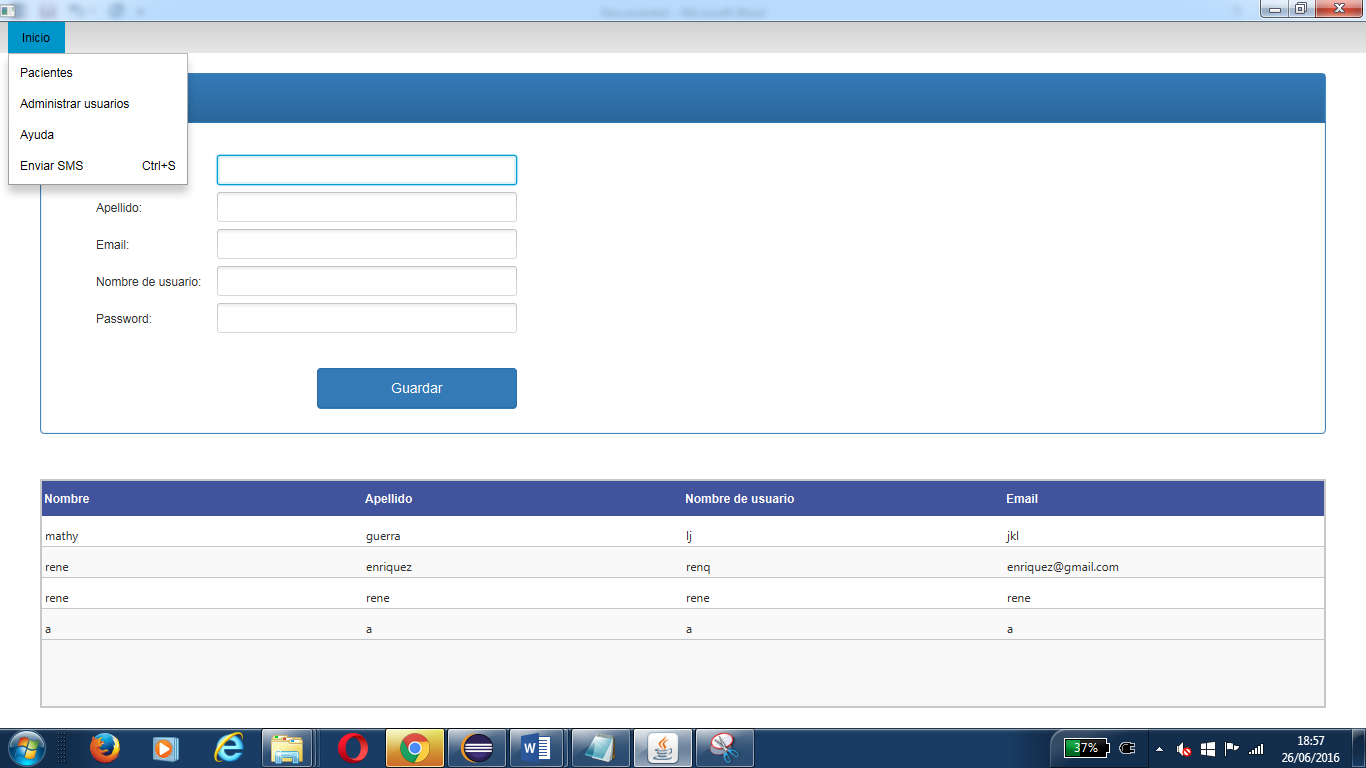 Inicio
Pacientes
Administrar usuarios
Ayuda
Enviar SMS Ctrl+S
Apellido:
Email:
Nombre de usuario:
Password:
Guardar
Nombre Apellido Nombre de usuario Email
mathy guerra lj jkl
rene enriquez renq enriquez@gmail.com
rene rene rene rene
a a a a
37% 18:57
26/06/2016